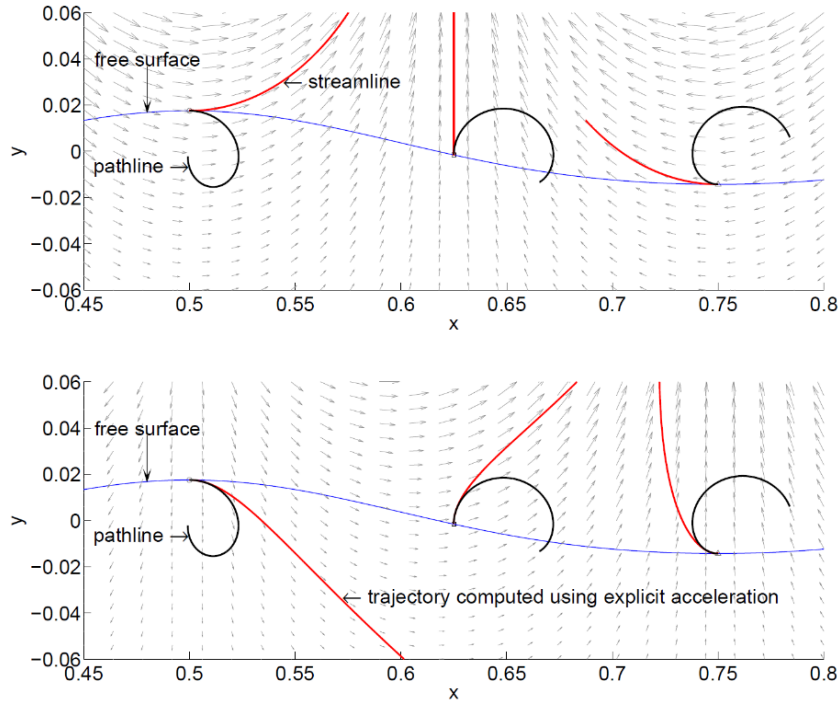 0.06
0.04
0.02
0
−0.02
−0.04
−0.06
y
free surface
streamline
pathline
0.45 0.5 0.55 0.6 0.65 0.7 0.75 0.8
x
0.06
0.04
0.02
0
−0.02
−0.04
−0.06
y
free surface
pathline
trajectory computed using explicit acceleration
0.45 0.5 0.55 0.6 0.65 0.7 0.75 0.8
x